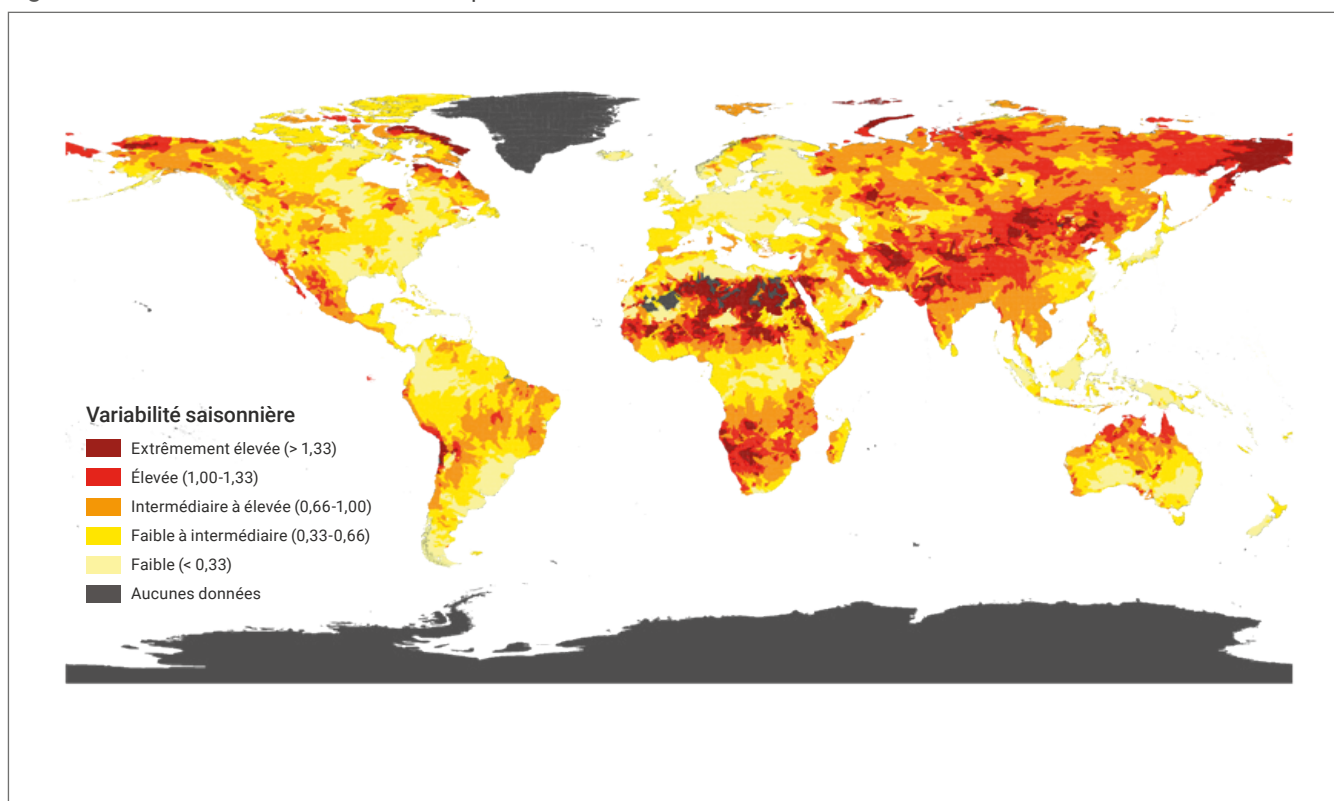 Variabilité saisonnière
Extrêmement élevée (> 1,33)
Élevée (1,00-1,33)
Intermédiaire à élevée (0,66-1,00)
Faible à intermédiaire (0,33-0,66)
Faible (< 0,33)
Aucunes données